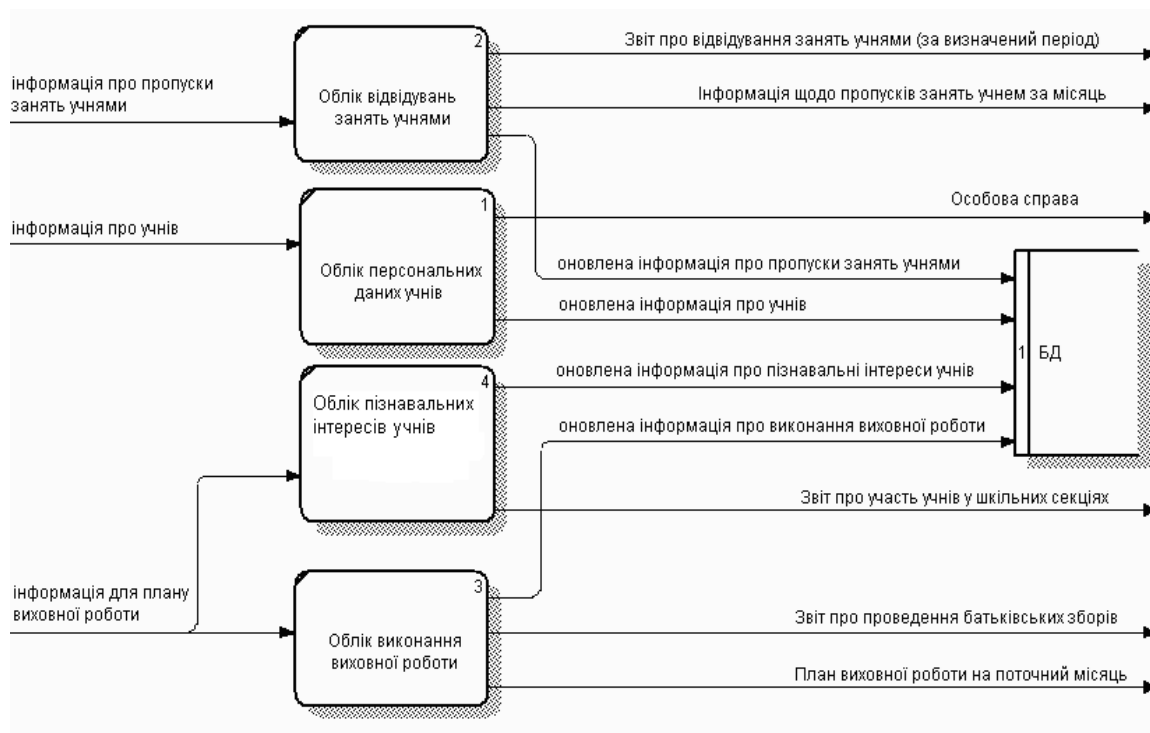 2
Звіт про відвідування занять учнями (за визначений період)
інформація про пропуски
занять учнями
Облік відвідувань
занять учнями
Інформація щодо пропусків занять учнем за місяць
1
Особова справа
інформація про учнів
Облік персональних
даних учнів
оновлена інформація про пропуски занять учнями
оновлена інформація про учнів
1
БД
4
Облік пізнавальних
інтересів учнів
оновлена інформація про пізнавальні інтереси учнів
оновлена інформація про виконання виховної роботи
Звіт про участь учнів у шкільних секціях
інформація для плану
виховної роботи
3
Облік виконання
виховної роботи
Звіт про проведення батьківських зборів
План виховної роботи на поточний місяць